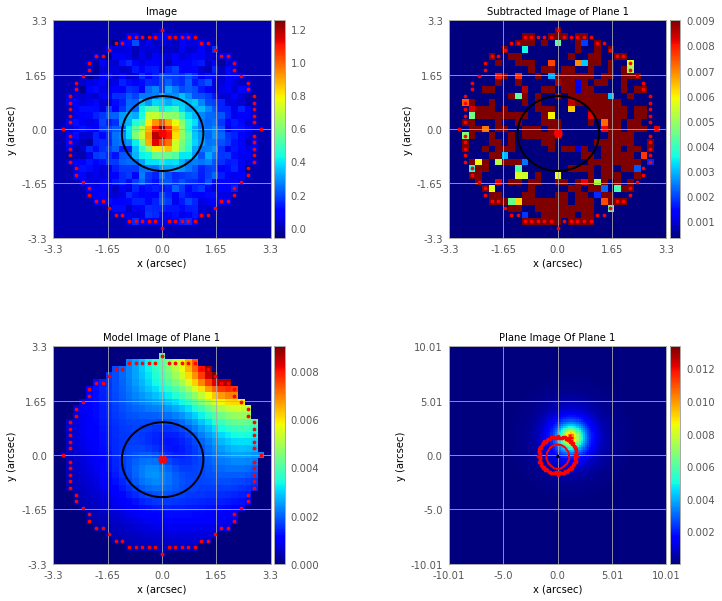 Image
3.3
1.65
0.0
-1.65
-3.3
y (arcsec)
-3.3 -1.65 0.0 1.65 3.3
x (arcsec)
1.2
1.0
0.8
0.6
0.4
0.2
0.0
Subtracted Image of Plane 1
3.3
1.65
0.0
-1.65
-3.3
y (arcsec)
-3.3 -1.65 0.0 1.65 3.3
x (arcsec)
0.009
0.008
0.007
0.006
0.005
0.004
0.003
0.002
0.001
Model Image of Plane 1
3.3
1.65
0.0
-1.65
-3.3
y (arcsec)
-3.3 -1.65 0.0 1.65 3.3
x (arcsec)
0.008
0.006
0.004
0.002
0.000
Plane Image Of Plane 1
10.01
5.01
0.0
-5.0
-10.01
y (arcsec)
-10.01 -5.0 0.0 5.01 10.01
x (arcsec)
0.012
0.010
0.008
0.006
0.004
0.002